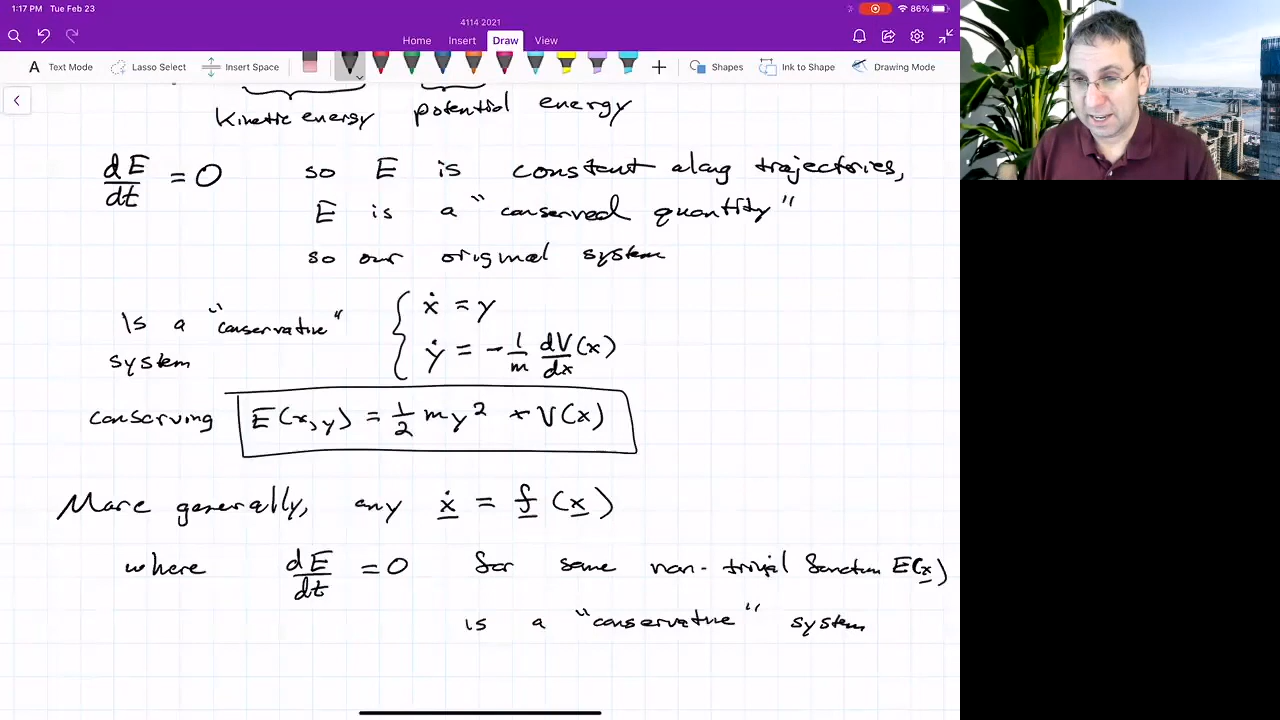 1:17 PM Tue Feb 23
86%
4114 2021
Home Insert Draw View
Text Mode Lasso Select Insert Space Shapes Ink to Shape Drawing Mode
kinetic energy potential energy
dE/dt = 0 so E is constant along trajectories,
E is a "conserved quantity"
so our original system
is a "conservative" system { ẋ = y
ẏ = -1/m dV/dx (x)
conserving E(x,y) = 1/2 my² + V(x)
More generally, any ẋ = f(x)
where dE/dt = 0 for some non-trivial function E(x)
is a "conservative" system